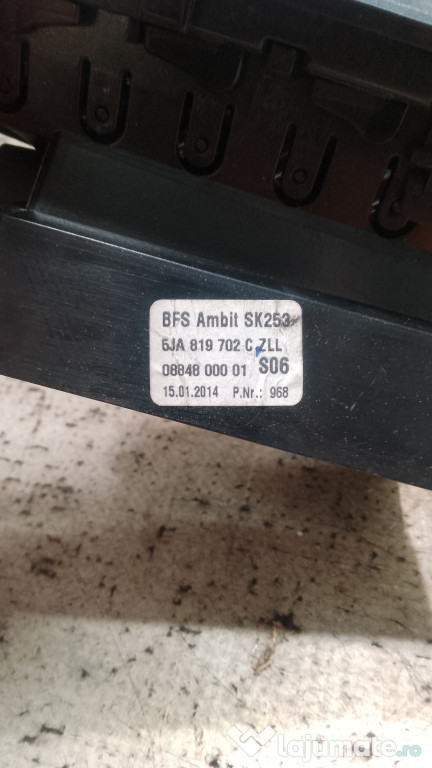 BFS Ambit SK253
5JA 819 702 C ZLL
08848 000 01 S06
15.01.2014 P.Nr.: 968
lajumate.ro